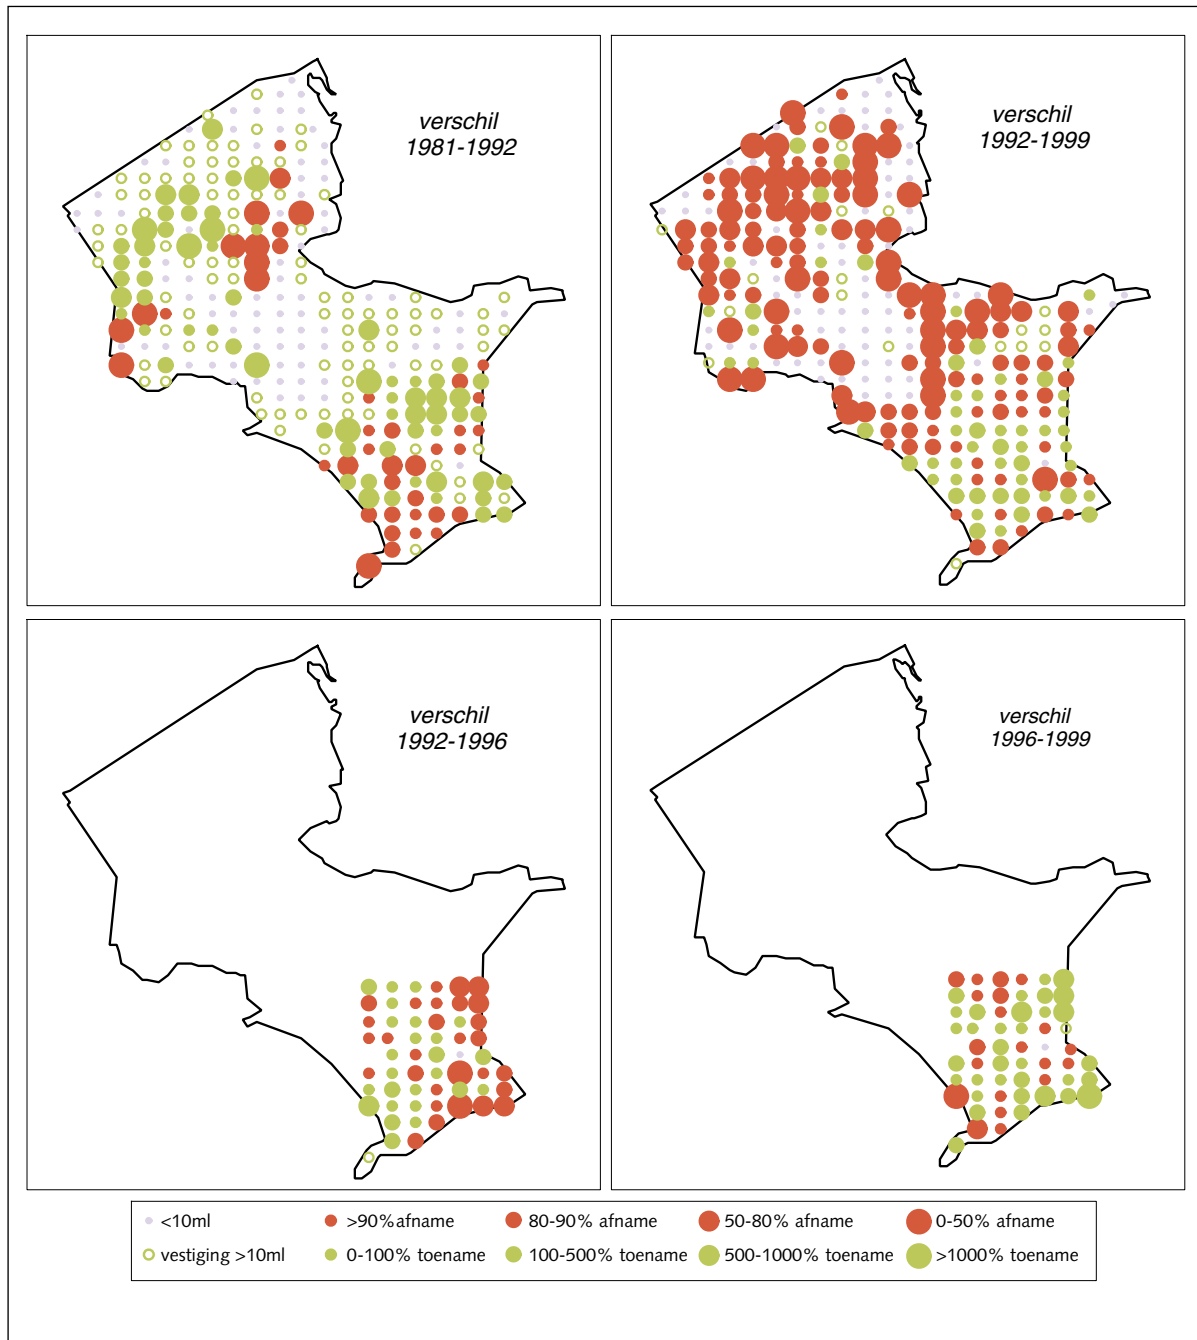 verschil
1981-1992
verschil
1992-1999
verschil
1992-1996
verschil
1996-1999
<10ml
>90%afname
80-90% afname
50-80% afname
0-50% afname
vestiging >10ml
0-100% toename
100-500% toename
500-1000% toename
>1000% toename